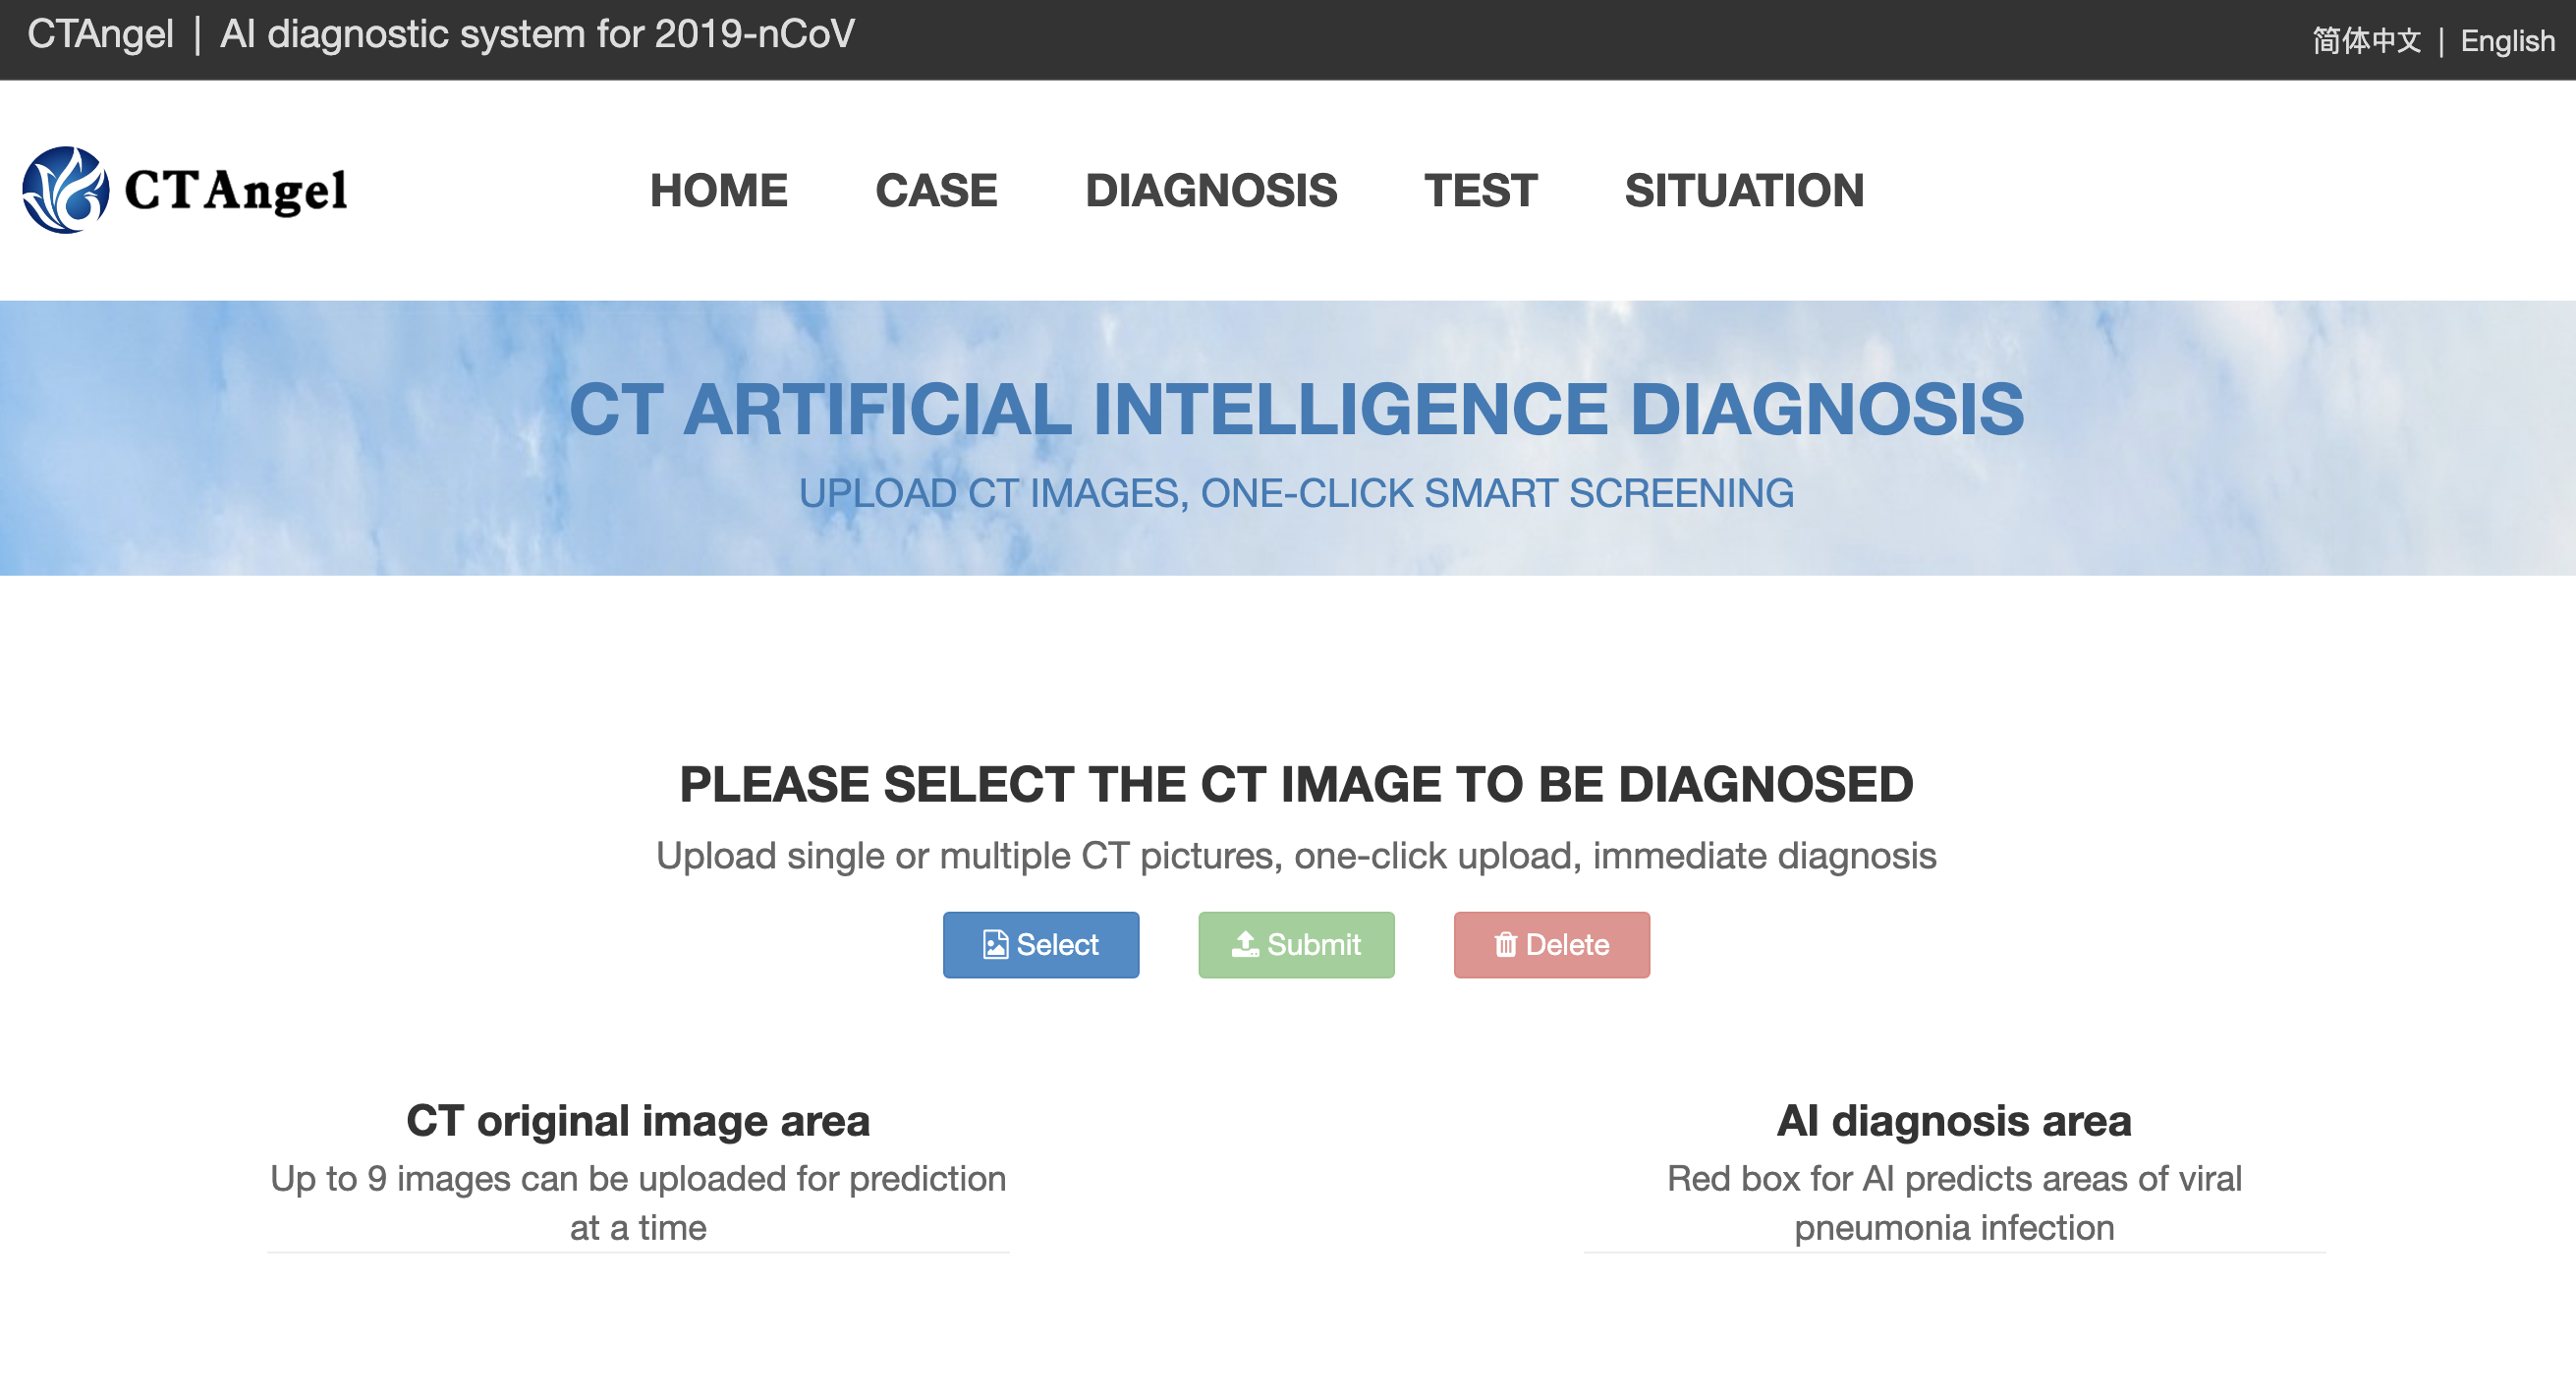 CTAngel | AI diagnostic system for 2019-nCoV
简体中文 | English
CTAngel
HOME CASE DIAGNOSIS TEST SITUATION
CT ARTIFICIAL INTELLIGENCE DIAGNOSIS
UPLOAD CT IMAGES, ONE-CLICK SMART SCREENING
PLEASE SELECT THE CT IMAGE TO BE DIAGNOSED
Upload single or multiple CT pictures, one-click upload, immediate diagnosis
Select Submit Delete
CT original image area
Up to 9 images can be uploaded for prediction
at a time
AI diagnosis area
Red box for AI predicts areas of viral
pneumonia infection